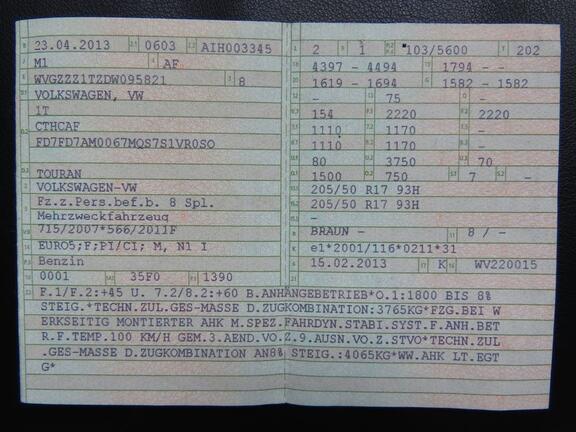 23.04.2013 0603 AIH003345
M1 AF
WVGZZZ1TZDW095821 8
VOLKSWAGEN, VW
1T
CTHCAF
FD7FD7AM0067MQS7S1VR0SO
TOURAN
VOLKSWAGEN-VW
Fz.z.Pers.bef.b. 8 Spl.
Mehrzweckfahrzeug
715/2007*566/2011F
EURO5;F;PI/CI; M, N1 I
Benzin
0001 35F0 1390
2 1 103/5600 202
4397 - 4494 1794 - -
1619 - 1694 1582 - 1582
- 75 -
154 2220 2220
1110 1170 -
1110 1170 -
80 3750 70
1500 750 7 -
205/50 R17 93H
205/50 R17 93H
-
BRAUN - 8 / -
e1*2001/116*0211*31
15.02.2013 K WV220015
F.1/F.2:+45 U. 7.2/8.2:+60 B.ANHÄNGEBETRIEB*O.1:1800 BIS 8%
STEIG.*TECHN.ZUL.GES-MASSE D.ZUGKOMBINATION:3765KG*FZG.BEI W
ERKSEITIG MONTIERTER AHK M.SPEZ.FAHRDYN.STABI.SYST.F.ANH.BET
R.F.TEMP.100 KM/H GEM.3.AEND.VO.Z.9.AUSN.VO.Z.STVO*TECHN.ZUL
.GES-MASSE D.ZUGKOMBINATION AN8% STEIG.:4065KG*WW.AHK LT.EGT
G*